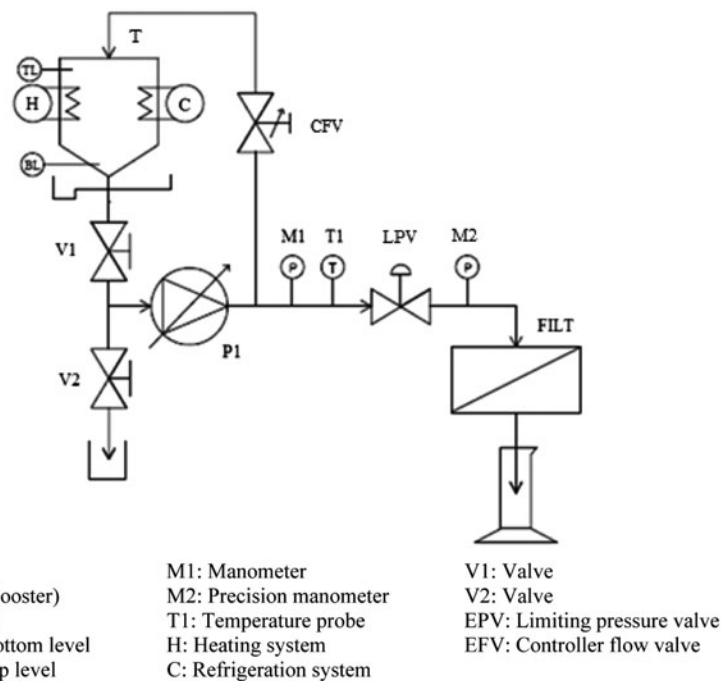 T
TL
H
C
CFV
BL
M1 T1 LPV M2
V1
P T P
FILT
P1
V2
M1: Manometer V1: Valve
ooster) M2: Precision manometer V2: Valve
T1: Temperature probe EPV: Limiting pressure valve
ottom level H: Heating system EFV: Controller flow valve
p level C: Refrigeration system